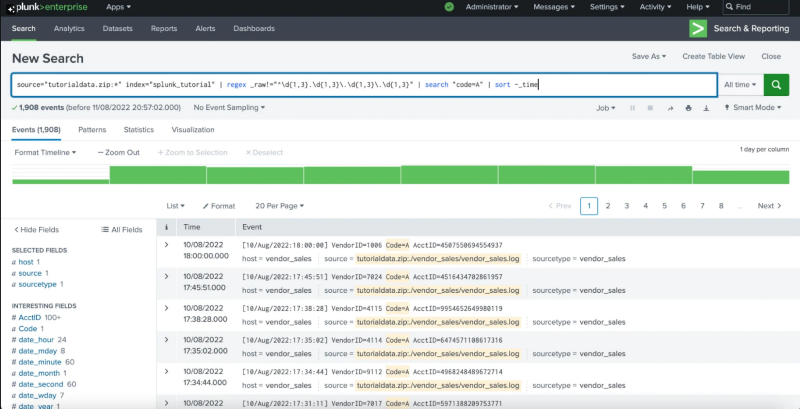 splunk>enterprise Apps ▾ Administrator ▾ Messages ▾ Settings ▾ Activity ▾ Help ▾ Find
Search Analytics Datasets Reports Alerts Dashboards Search & Reporting
New Search
Save As ▾ Create Table View Close
source="tutorialdata.zip:*" index="splunk_tutorial" | regex _raw!="^\d{1,3}.\d{1,3}\.\d{1,3}\.\d{1,3}" | search "code=A" | sort -_time
All time ▾
✓ 1,908 events (before 11/08/2022 20:57:02.000) No Event Sampling ▾ Job ▾ Smart Mode ▾
Events (1,908) Patterns Statistics Visualization
Format Timeline ▾ — Zoom Out + Zoom to Selection × Deselect 1 day per column
List ▾ Format 20 Per Page ▾ < Prev 1 2 3 4 5 6 7 8 ... Next >
< Hide Fields All Fields
SELECTED FIELDS
a host 1
a source 1
a sourcetype 1
INTERESTING FIELDS
# AcctID 100+
a Code 1
# date_hour 24
# date_mday 8
# date_minute 60
a date_month 1
# date_second 60
a date_wday 7
# date_year 1
i Time Event
> 10/08/2022 [10/Aug/2022:18:00:00] VendorID=1006 Code=A AcctID=4507550694554937
18:00:00.000 host = vendor_sales source = tutorialdata.zip:./vendor_sales/vendor_sales.log sourcetype = vendor_sales
> 10/08/2022 [10/Aug/2022:17:45:51] VendorID=7024 Code=A AcctID=4516434702861957
17:45:51.000 host = vendor_sales source = tutorialdata.zip:./vendor_sales/vendor_sales.log sourcetype = vendor_sales
> 10/08/2022 [10/Aug/2022:17:38:28] VendorID=4115 Code=A AcctID=9954652649980119
17:38:28.000 host = vendor_sales source = tutorialdata.zip:./vendor_sales/vendor_sales.log sourcetype = vendor_sales
> 10/08/2022 [10/Aug/2022:17:35:02] VendorID=4114 Code=A AcctID=6474571108617316
17:35:02.000 host = vendor_sales source = tutorialdata.zip:./vendor_sales/vendor_sales.log sourcetype = vendor_sales
> 10/08/2022 [10/Aug/2022:17:34:44] VendorID=9112 Code=A AcctID=4968248489672714
17:34:44.000 host = vendor_sales source = tutorialdata.zip:./vendor_sales/vendor_sales.log sourcetype = vendor_sales
> 10/08/2022 [10/Aug/2022:17:31:11] VendorID=7017 Code=A AcctID=5971388209753771